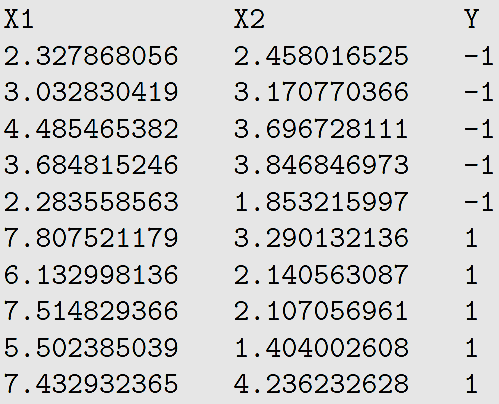 X1 X2 Y
2.327868056 2.458016525 -1
3.032830419 3.170770366 -1
4.485465382 3.696728111 -1
3.684815246 3.846846973 -1
2.283558563 1.853215997 -1
7.807521179 3.290132136 1
6.132998136 2.140563087 1
7.514829366 2.107056961 1
5.502385039 1.404002608 1
7.432932365 4.236232628 1